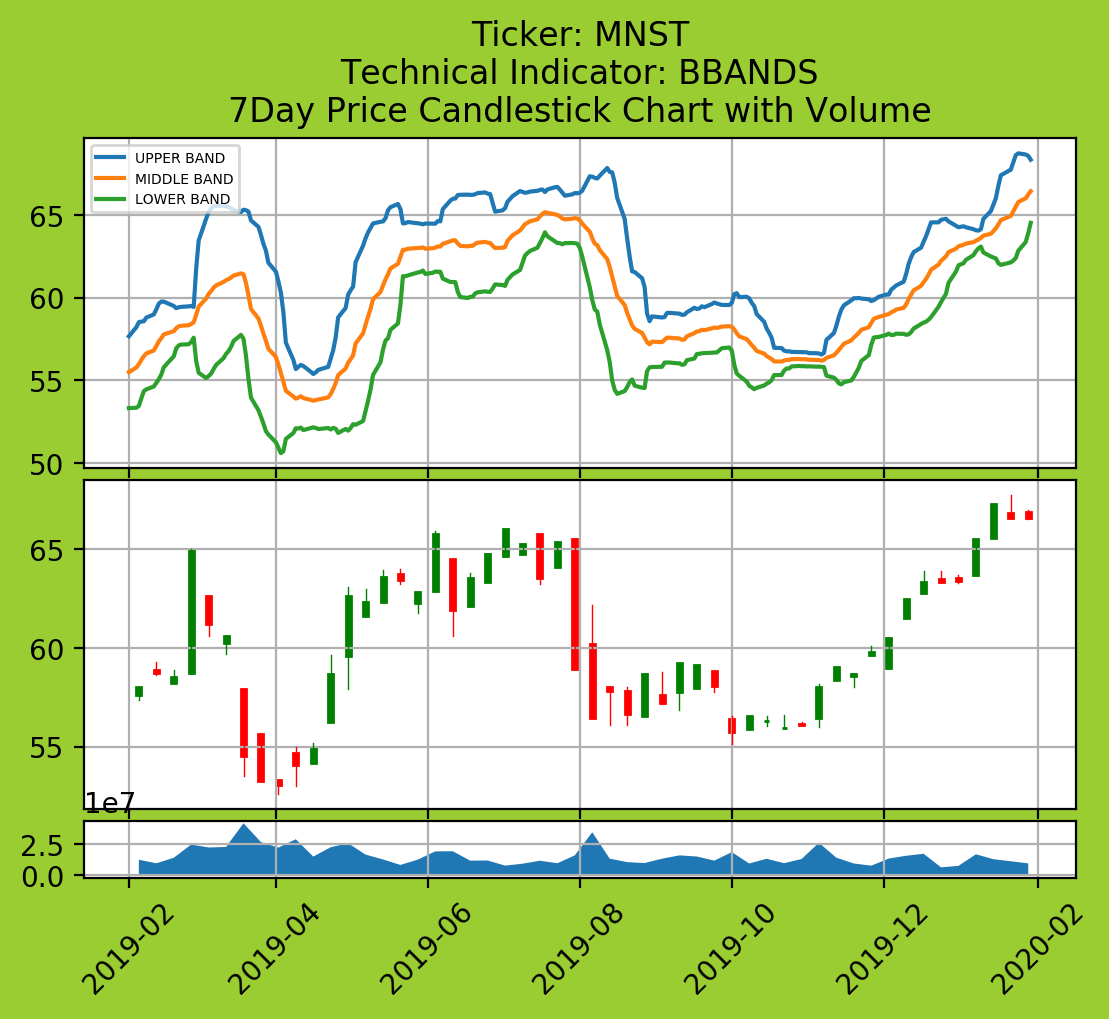 Ticker: MNST
Technical Indicator: BBANDS
7Day Price Candlestick Chart with Volume
UPPER BAND
MIDDLE BAND
LOWER BAND
65
60
55
50
65
60
55
1e7
2.5
0.0
2019-02
2019-04
2019-06
2019-08
2019-10
2019-12
2020-02